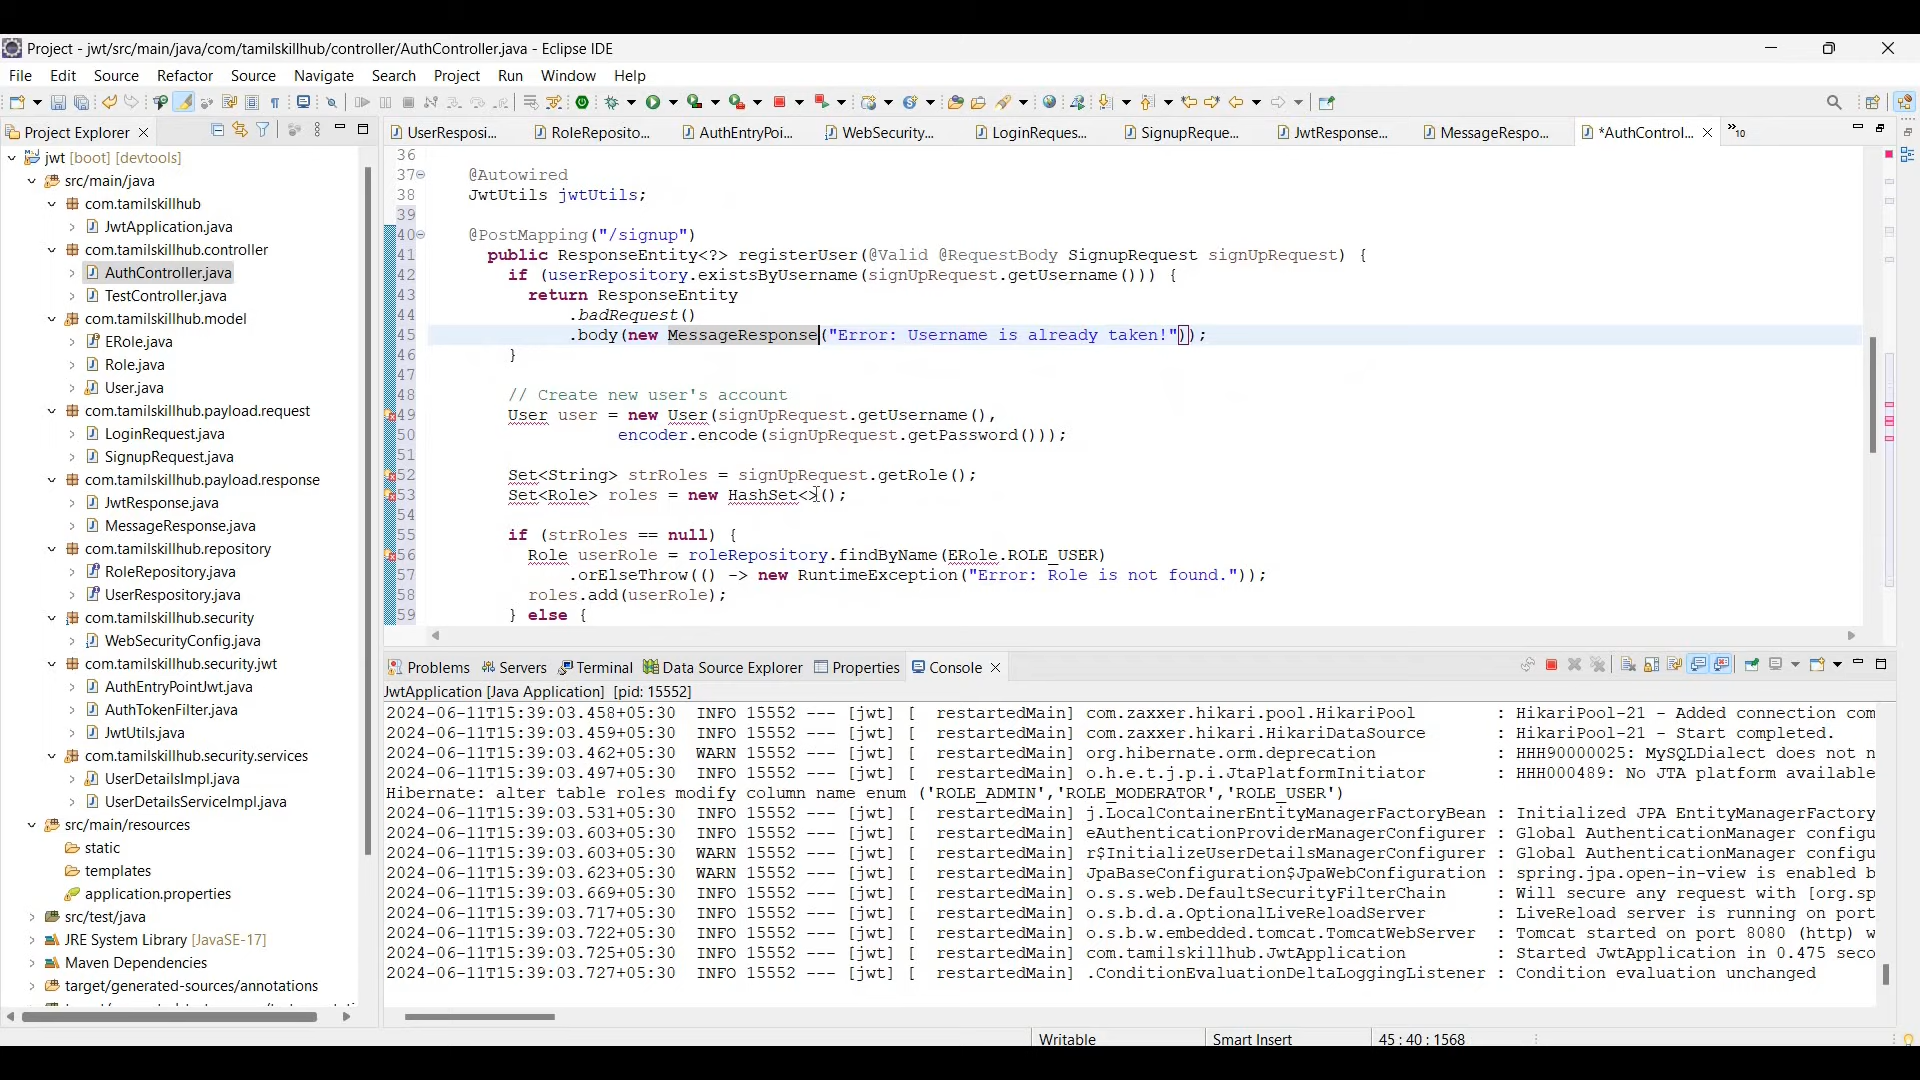 Project - jwt/src/main/java/com/tamilskillhub/controller/AuthController.java - Eclipse IDE
File Edit Source Refactor Source Navigate Search Project Run Window Help
Project Explorer
UserResposi... RoleReposito... AuthEntryPoi... WebSecurity... LoginReques... SignupReque... JwtResponse... MessageRespo... *AuthControl... »10
jwt [boot] [devtools]
src/main/java
com.tamilskillhub
JwtApplication.java
com.tamilskillhub.controller
AuthController.java
TestController.java
com.tamilskillhub.model
ERole.java
Role.java
User.java
com.tamilskillhub.payload.request
LoginRequest.java
SignupRequest.java
com.tamilskillhub.payload.response
JwtResponse.java
MessageResponse.java
com.tamilskillhub.repository
RoleRepository.java
UserRespository.java
com.tamilskillhub.security
WebSecurityConfig.java
com.tamilskillhub.security.jwt
AuthEntryPointJwt.java
AuthTokenFilter.java
JwtUtils.java
com.tamilskillhub.security.services
UserDetailsImpl.java
UserDetailsServiceImpl.java
src/main/resources
static
templates
application.properties
src/test/java
JRE System Library [JavaSE-17]
Maven Dependencies
target/generated-sources/annotations
36
37 @Autowired
38 JwtUtils jwtUtils;
39
40 @PostMapping("/signup")
41 public ResponseEntity<?> registerUser(@Valid @RequestBody SignupRequest signUpRequest) {
42 if (userRepository.existsByUsername(signUpRequest.getUsername())) {
43 return ResponseEntity
44 .badRequest()
45 .body(new MessageResponse("Error: Username is already taken!"));
46 }
47
48 // Create new user's account
49 User user = new User(signUpRequest.getUsername(),
50 encoder.encode(signUpRequest.getPassword()));
51
52 Set<String> strRoles = signUpRequest.getRole();
53 Set<Role> roles = new HashSet<>();
54
55 if (strRoles == null) {
56 Role userRole = roleRepository.findByName(ERole.ROLE_USER)
57 .orElseThrow(() -> new RuntimeException("Error: Role is not found."));
58 roles.add(userRole);
59 } else {
Problems Servers Terminal Data Source Explorer Properties Console
JwtApplication [Java Application] [pid: 15552]
2024-06-11T15:39:03.458+05:30 INFO 15552 --- [jwt] [ restartedMain] com.zaxxer.hikari.pool.HikariPool : HikariPool-21 - Added connection com
2024-06-11T15:39:03.459+05:30 INFO 15552 --- [jwt] [ restartedMain] com.zaxxer.hikari.HikariDataSource : HikariPool-21 - Start completed.
2024-06-11T15:39:03.462+05:30 WARN 15552 --- [jwt] [ restartedMain] org.hibernate.orm.deprecation : HHH90000025: MySQLDialect does not n
2024-06-11T15:39:03.497+05:30 INFO 15552 --- [jwt] [ restartedMain] o.h.e.t.j.p.i.JtaPlatformInitiator : HHH000489: No JTA platform available
Hibernate: alter table roles modify column name enum ('ROLE_ADMIN','ROLE_MODERATOR','ROLE_USER')
2024-06-11T15:39:03.531+05:30 INFO 15552 --- [jwt] [ restartedMain] j.LocalContainerEntityManagerFactoryBean : Initialized JPA EntityManagerFactory
2024-06-11T15:39:03.603+05:30 INFO 15552 --- [jwt] [ restartedMain] eAuthenticationProviderManagerConfigurer : Global AuthenticationManager configu
2024-06-11T15:39:03.603+05:30 WARN 15552 --- [jwt] [ restartedMain] r$InitializeUserDetailsManagerConfigurer : Global AuthenticationManager configu
2024-06-11T15:39:03.623+05:30 WARN 15552 --- [jwt] [ restartedMain] JpaBaseConfiguration$JpaWebConfiguration : spring.jpa.open-in-view is enabled b
2024-06-11T15:39:03.669+05:30 INFO 15552 --- [jwt] [ restartedMain] o.s.s.web.DefaultSecurityFilterChain : Will secure any request with [org.sp
2024-06-11T15:39:03.717+05:30 INFO 15552 --- [jwt] [ restartedMain] o.s.b.d.a.OptionalLiveReloadServer : LiveReload server is running on port
2024-06-11T15:39:03.722+05:30 INFO 15552 --- [jwt] [ restartedMain] o.s.b.w.embedded.tomcat.TomcatWebServer : Tomcat started on port 8080 (http) w
2024-06-11T15:39:03.725+05:30 INFO 15552 --- [jwt] [ restartedMain] com.tamilskillhub.JwtApplication : Started JwtApplication in 0.475 seco
2024-06-11T15:39:03.727+05:30 INFO 15552 --- [jwt] [ restartedMain] .ConditionEvaluationDeltaLoggingListener : Condition evaluation unchanged
Writable Smart Insert 45 : 40 : 1568